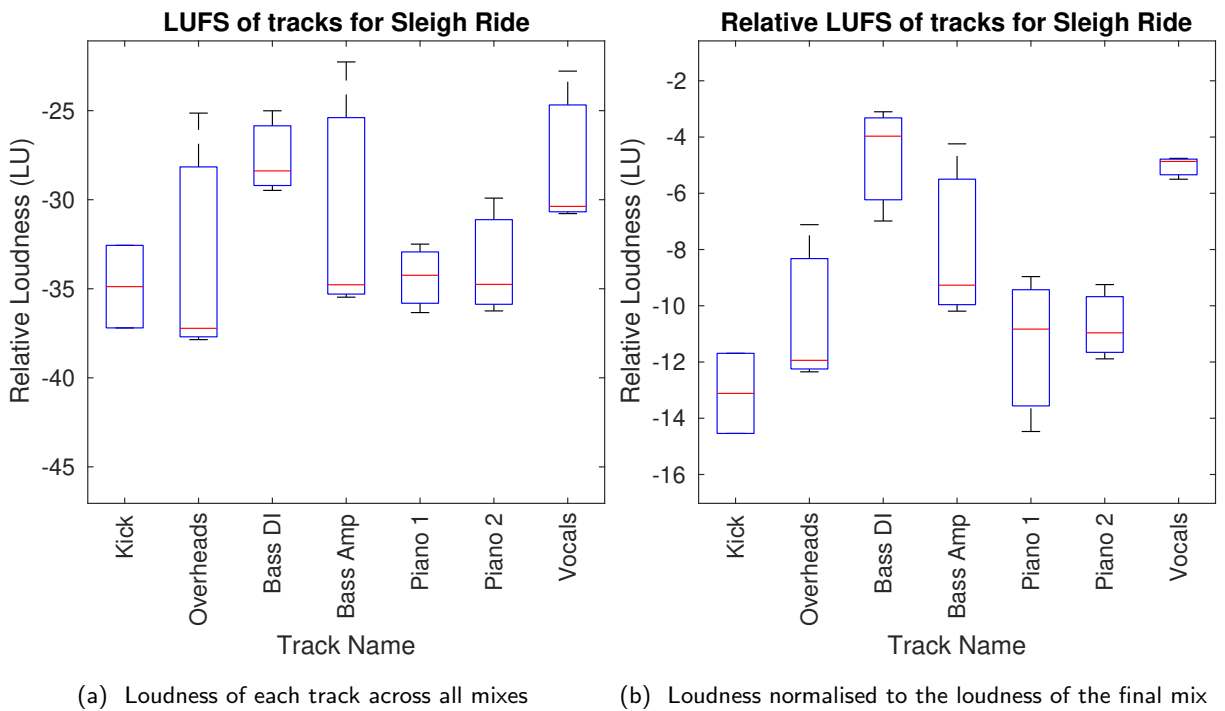 LUFS of tracks for Sleigh Ride
Relative Loudness (LU)
-25
-30
-35
-40
-45
Kick
Overheads
Bass DI
Bass Amp
Piano 1
Piano 2
Vocals
Track Name
(a) Loudness of each track across all mixes
Relative LUFS of tracks for Sleigh Ride
Relative Loudness (LU)
-2
-4
-6
-8
-10
-12
-14
-16
Kick
Overheads
Bass DI
Bass Amp
Piano 1
Piano 2
Vocals
Track Name
(b) Loudness normalised to the loudness of the final mix